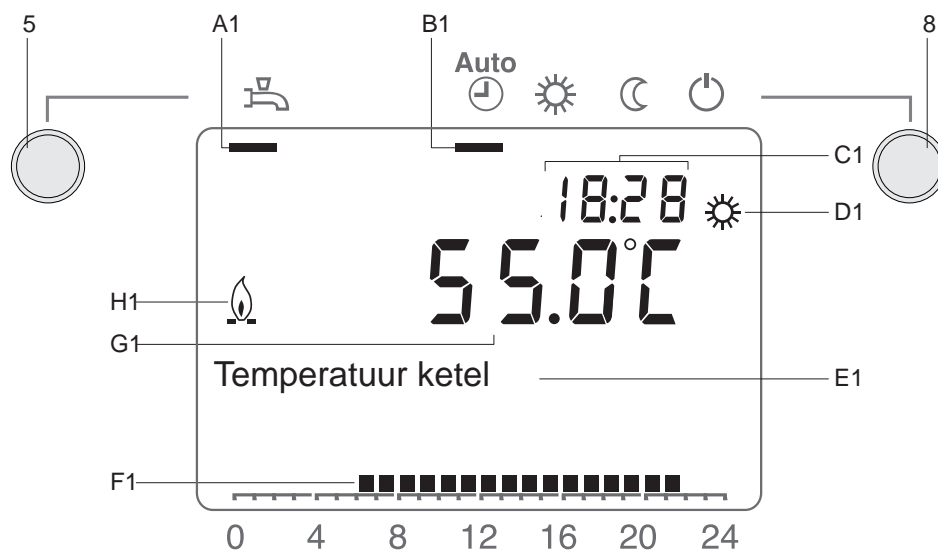 5 A1 B1 8
Auto
C1
18:28
D1
55.0°C
H1
G1
Temperatuur ketel
E1
F1
0 4 8 12 16 20 24